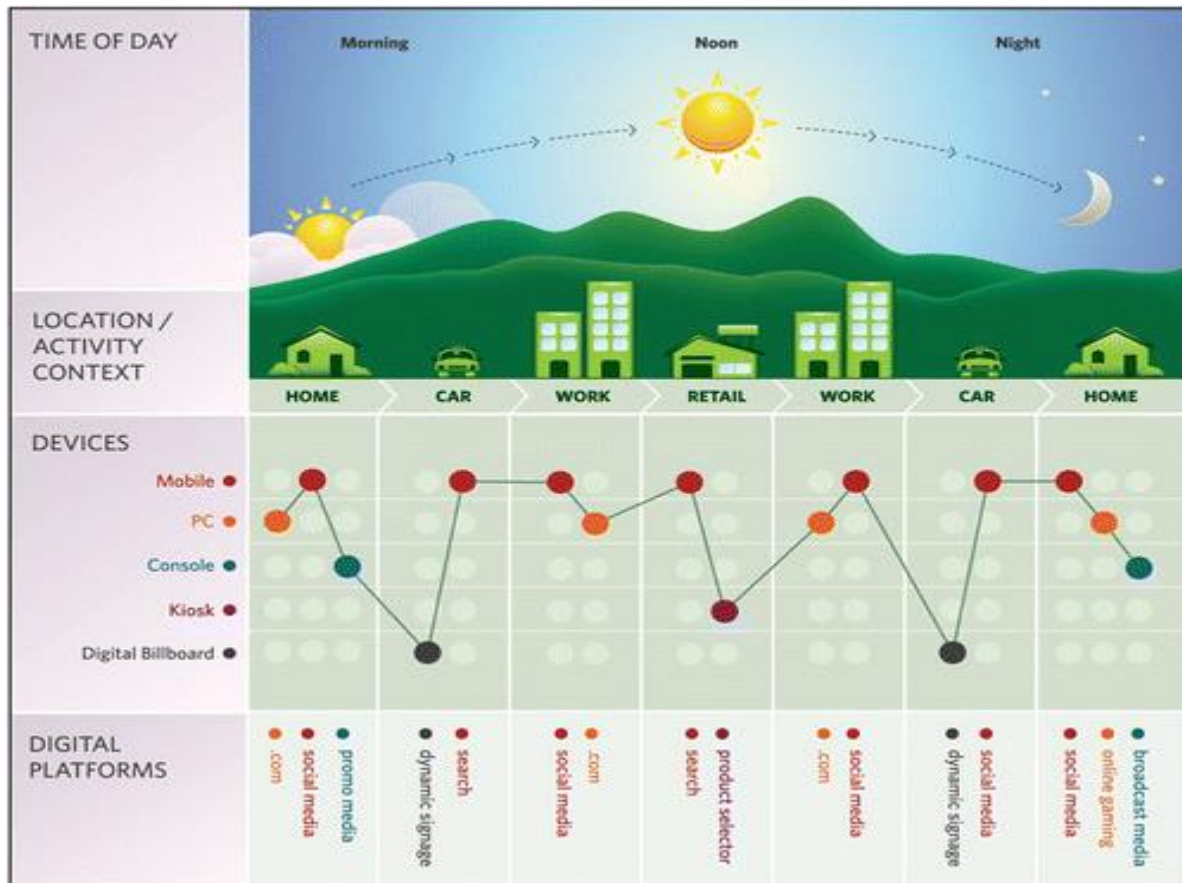 TIME OF DAY
Morning
Noon
Night
LOCATION /
ACTIVITY
CONTEXT
HOME
CAR
WORK
RETAIL
WORK
CAR
HOME
DEVICES
Mobile
PC
Console
Kiosk
Digital Billboard
DIGITAL
PLATFORMS
.com
social media
promo media
dynamic signage
search
social media
.com
search
product selector
.com
social media
dynamic signage
social media
social media
online gaming
broadcast media